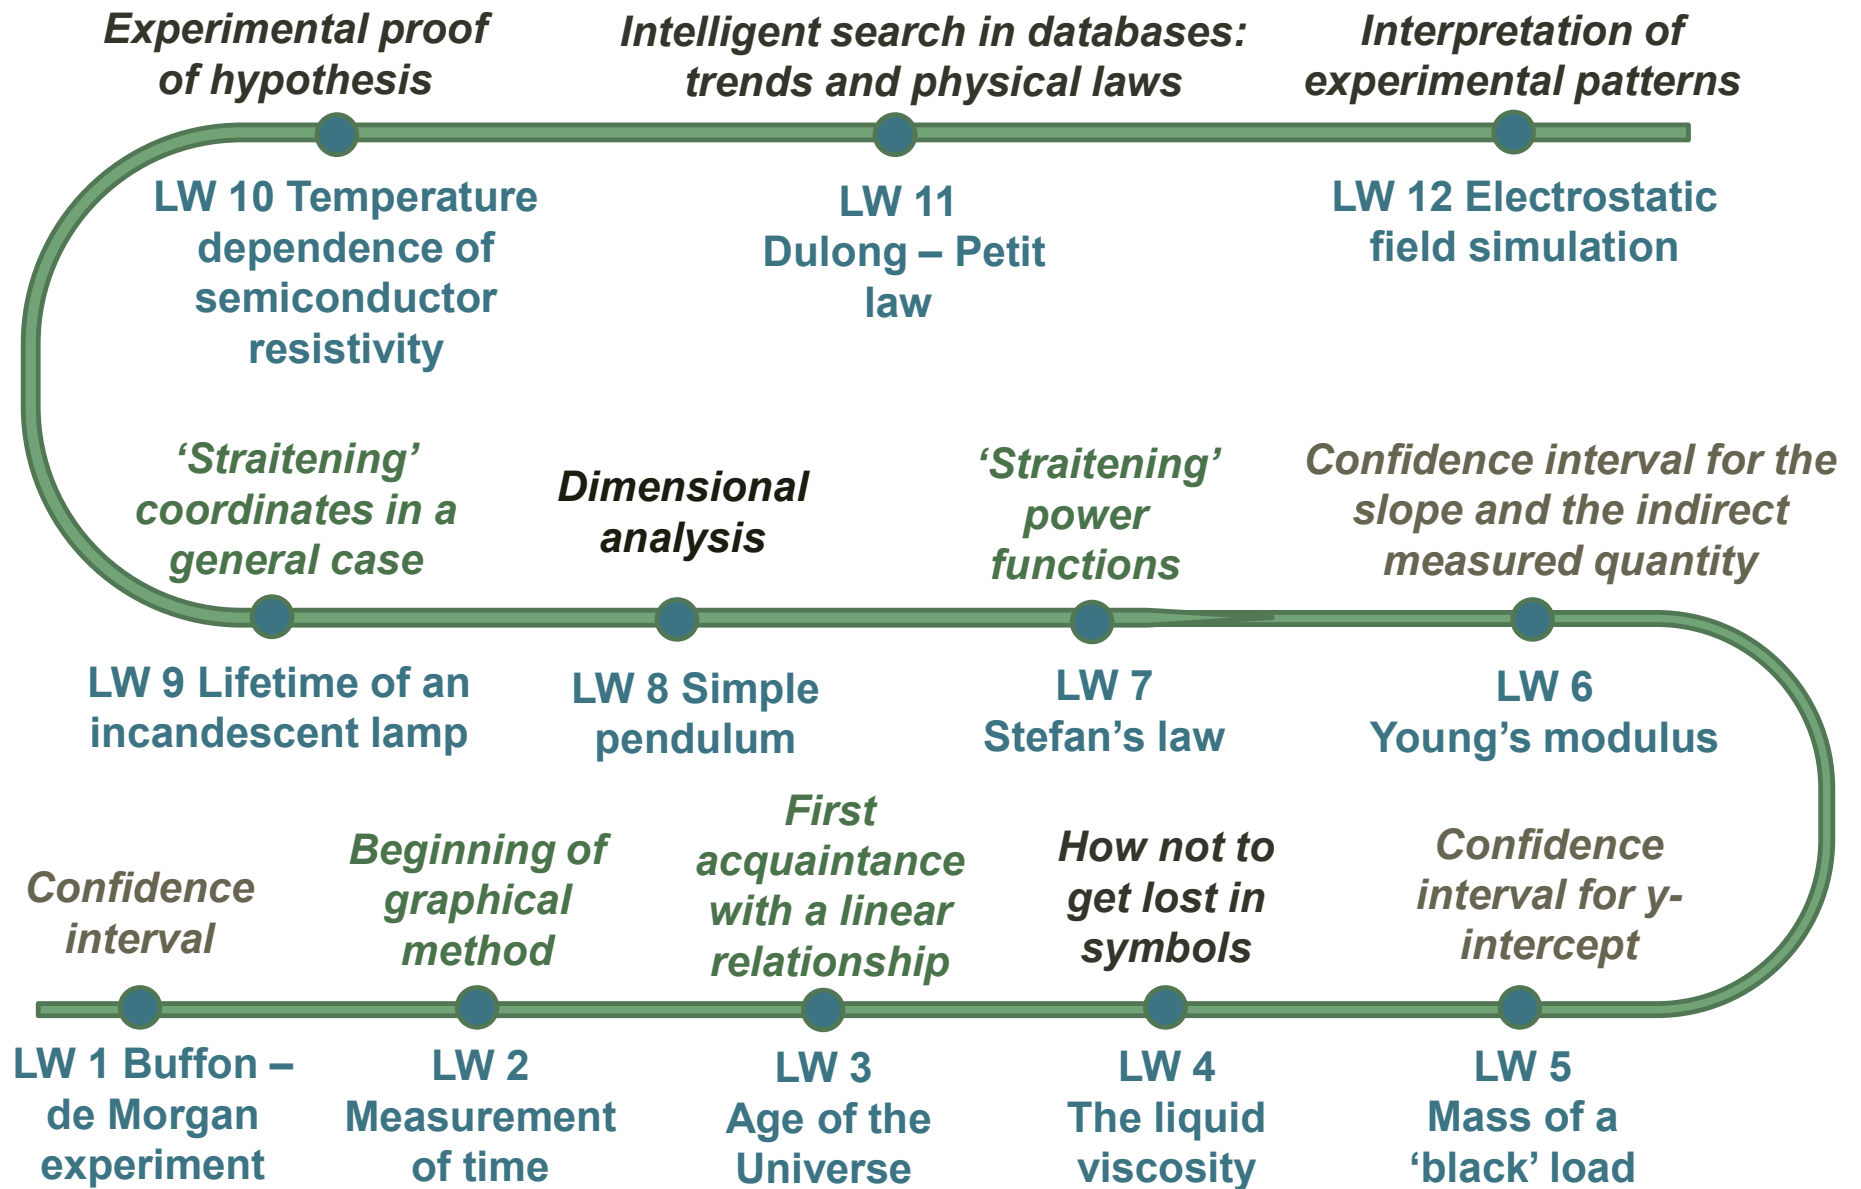 Experimental proof
of hypothesis
Intelligent search in databases:
trends and physical laws
Interpretation of
experimental patterns
LW 10 Temperature
dependence of
semiconductor
resistivity
LW 11
Dulong – Petit
law
LW 12 Electrostatic
field simulation
‘Straitening’
coordinates in a
general case
Dimensional
analysis
‘Straitening’
power
functions
Confidence interval for the
slope and the indirect
measured quantity
LW 9 Lifetime of an
incandescent lamp
LW 8 Simple
pendulum
LW 7
Stefan’s law
LW 6
Young’s modulus
Confidence
interval
Beginning of
graphical
method
First
acquaintance
with a linear
relationship
How not to
get lost in
symbols
Confidence
interval for y-
intercept
LW 1 Buffon –
de Morgan
experiment
LW 2
Measurement
of time
LW 3
Age of the
Universe
LW 4
The liquid
viscosity
LW 5
Mass of a
‘black’ load